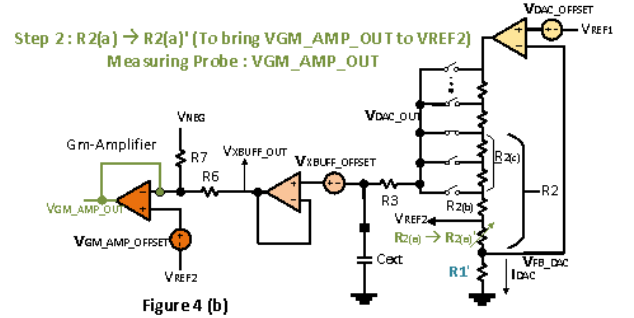 VDAC_OFFSET
Step 2 : R2(a) → R2(a)' (To bring VGM_AMP_OUT to VREF2)
VREF1
Measuring Probe : VGM_AMP_OUT
VDAC_OUT
VNEG
Gm-Amplifier
R7
VXBUFF_OUT
VXBUFF_OFFSET
R2(c)
R6
R3
R2
R2(b)
VGM_AMP_OUT
VREF2
R2(a) → R2(a)'
VGM_AMP_OFFSET
Cext
VFB_DAC
R1'
IDAC
VREF2
Figure 4 (b)